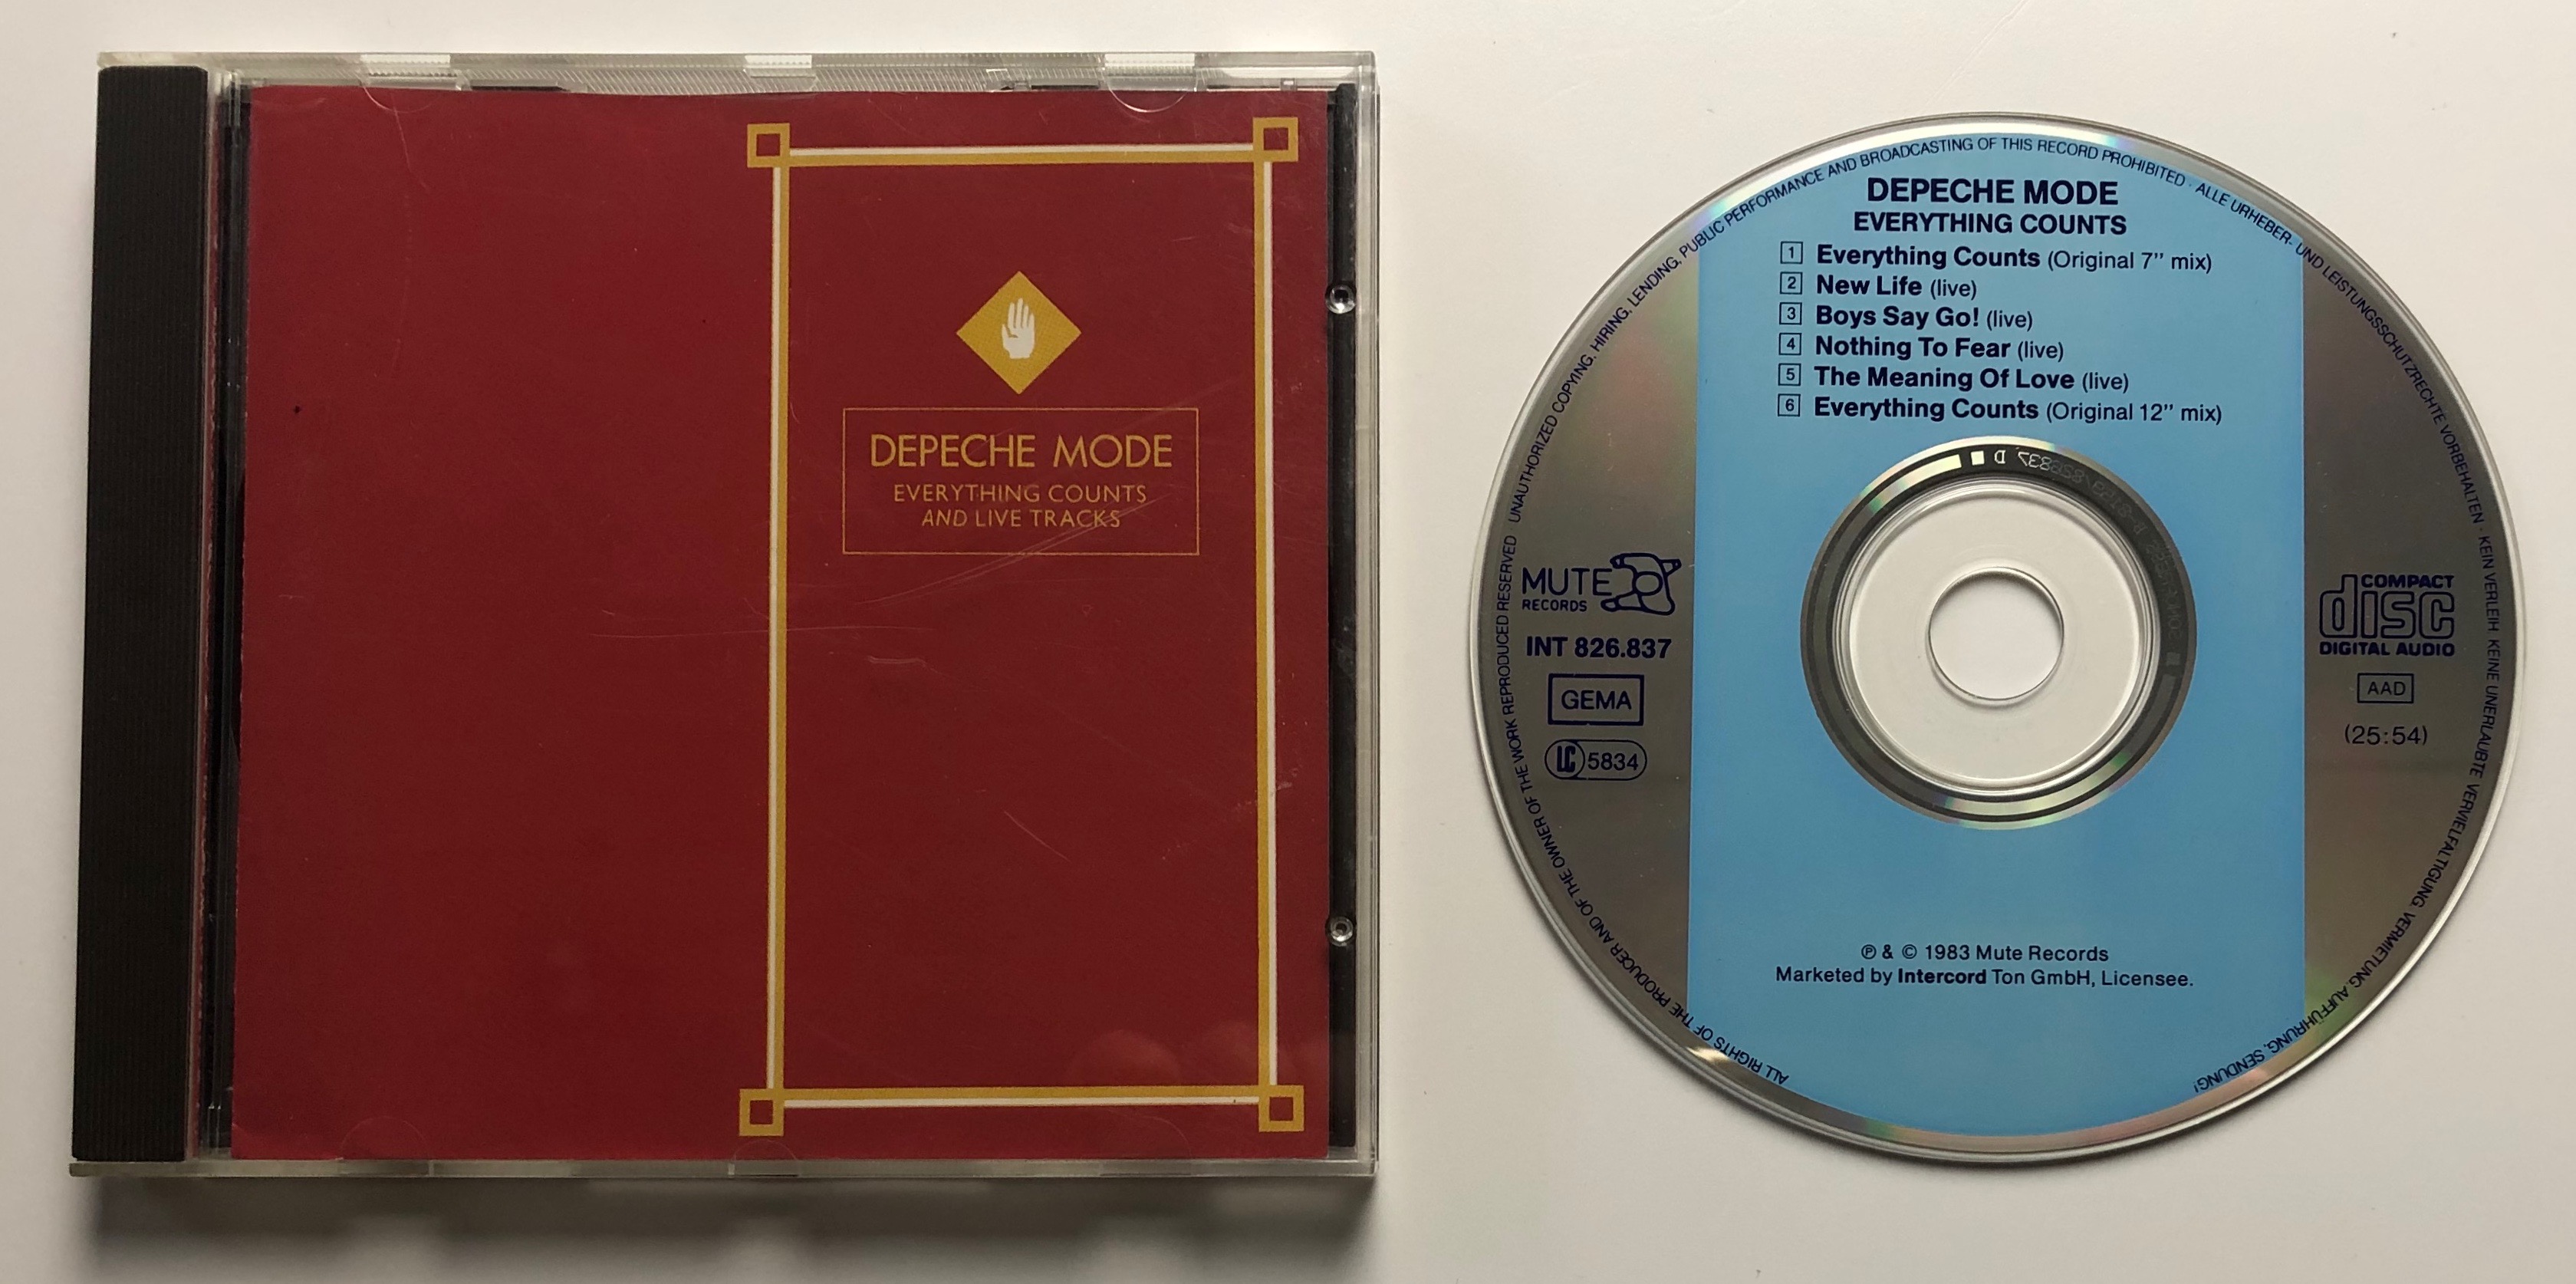 DEPECHE MODE
EVERYTHING COUNTS
AND LIVE TRACKS
DEPECHE MODE
EVERYTHING COUNTS
1 Everything Counts (Original 7” mix)
2 New Life (live)
3 Boys Say Go! (live)
4 Nothing To Fear (live)
5 The Meaning Of Love (live)
6 Everything Counts (Original 12” mix)
MUTE
RECORDS
INT 826.837
GEMA
LC 5834
COMPACT
disc
DIGITAL AUDIO
AAD
(25:54)
℗ & © 1983 Mute Records
Marketed by Intercord Ton GmbH, Licensee.
ALL RIGHTS OF THE PRODUCER AND OF THE OWNER OF THE WORK REPRODUCED RESERVED · UNAUTHORIZED COPYING, HIRING, LENDING, PUBLIC PERFORMANCE AND BROADCASTING OF THIS RECORD PROHIBITED · ALLE URHEBER- UND LEISTUNGSSCHUTZRECHTE VORBEHALTEN · KEIN VERLEIH, KEINE UNERLAUBTE VERVIELFÄLTIGUNG, VERMIETUNG, AUFFÜHRUNG, SENDUNG!